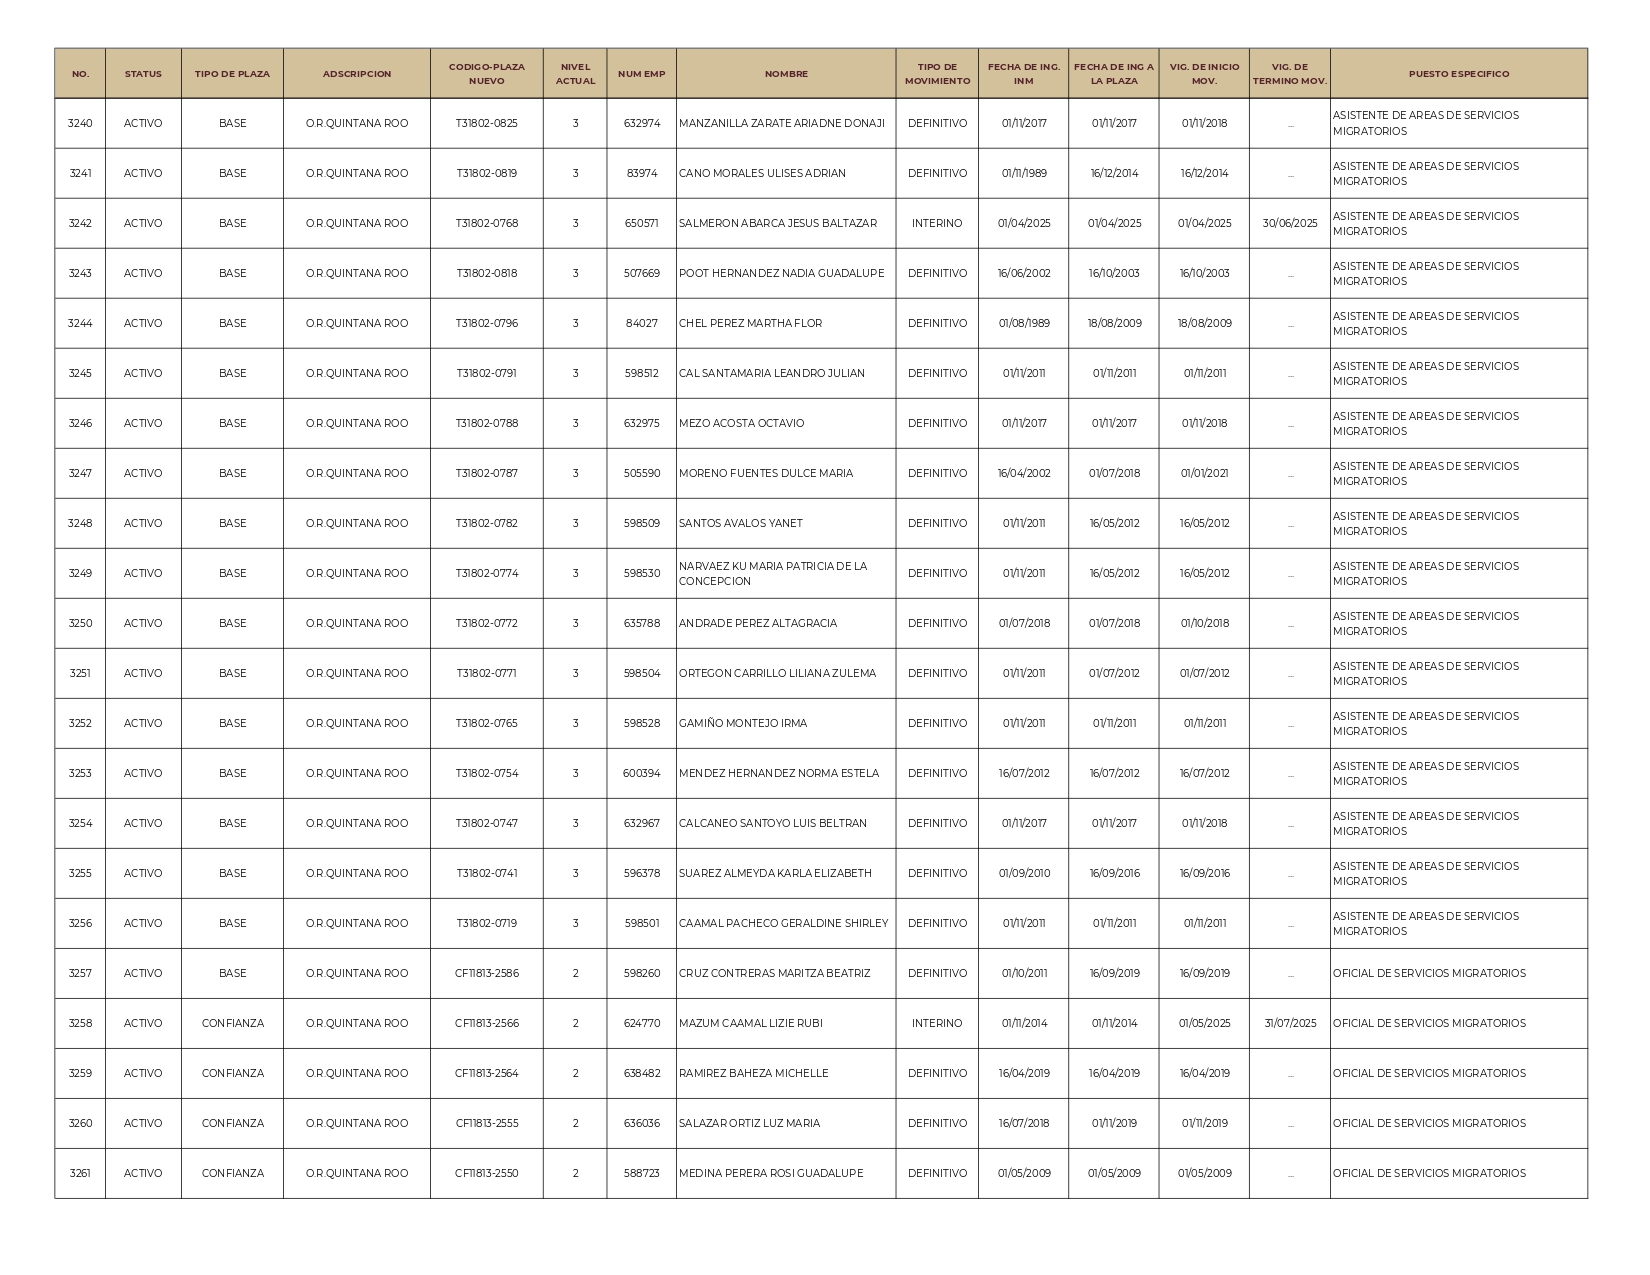 NO. STATUS TIPO DE PLAZA ADSCRIPCION CODIGO-PLAZA NUEVO NIVEL ACTUAL NUM EMP NOMBRE TIPO DE MOVIMIENTO FECHA DE ING. INM FECHA DE ING A LA PLAZA VIG. DE INICIO MOV. VIG. DE TERMINO MOV. PUESTO ESPECIFICO
3240 ACTIVO BASE O.R.QUINTANA ROO T31802-0825 3 632974 MANZANILLA ZARATE ARIADNE DONAJI DEFINITIVO 01/11/2017 01/11/2017 01/11/2018 ... ASISTENTE DE AREAS DE SERVICIOS MIGRATORIOS
3241 ACTIVO BASE O.R.QUINTANA ROO T31802-0819 3 83974 CANO MORALES ULISES ADRIAN DEFINITIVO 01/11/1989 16/12/2014 16/12/2014 ... ASISTENTE DE AREAS DE SERVICIOS MIGRATORIOS
3242 ACTIVO BASE O.R.QUINTANA ROO T31802-0768 3 650571 SALMERON ABARCA JESUS BALTAZAR INTERINO 01/04/2025 01/04/2025 01/04/2025 30/06/2025 ASISTENTE DE AREAS DE SERVICIOS MIGRATORIOS
3243 ACTIVO BASE O.R.QUINTANA ROO T31802-0818 3 507669 POOT HERNANDEZ NADIA GUADALUPE DEFINITIVO 16/06/2002 16/10/2003 16/10/2003 ... ASISTENTE DE AREAS DE SERVICIOS MIGRATORIOS
3244 ACTIVO BASE O.R.QUINTANA ROO T31802-0796 3 84027 CHEL PEREZ MARTHA FLOR DEFINITIVO 01/08/1989 18/08/2009 18/08/2009 ... ASISTENTE DE AREAS DE SERVICIOS MIGRATORIOS
3245 ACTIVO BASE O.R.QUINTANA ROO T31802-0791 3 598512 CAL SANTAMARIA LEANDRO JULIAN DEFINITIVO 01/11/2011 01/11/2011 01/11/2011 ... ASISTENTE DE AREAS DE SERVICIOS MIGRATORIOS
3246 ACTIVO BASE O.R.QUINTANA ROO T31802-0788 3 632975 MEZO ACOSTA OCTAVIO DEFINITIVO 01/11/2017 01/11/2017 01/11/2018 ... ASISTENTE DE AREAS DE SERVICIOS MIGRATORIOS
3247 ACTIVO BASE O.R.QUINTANA ROO T31802-0787 3 505590 MORENO FUENTES DULCE MARIA DEFINITIVO 16/04/2002 01/07/2018 01/01/2021 ... ASISTENTE DE AREAS DE SERVICIOS MIGRATORIOS
3248 ACTIVO BASE O.R.QUINTANA ROO T31802-0782 3 598509 SANTOS AVALOS YANET DEFINITIVO 01/11/2011 16/05/2012 16/05/2012 ... ASISTENTE DE AREAS DE SERVICIOS MIGRATORIOS
3249 ACTIVO BASE O.R.QUINTANA ROO T31802-0774 3 598530 NARVAEZ KU MARIA PATRICIA DE LA CONCEPCION DEFINITIVO 01/11/2011 16/05/2012 16/05/2012 ... ASISTENTE DE AREAS DE SERVICIOS MIGRATORIOS
3250 ACTIVO BASE O.R.QUINTANA ROO T31802-0772 3 635788 ANDRADE PEREZ ALTAGRACIA DEFINITIVO 01/07/2018 01/07/2018 01/10/2018 ... ASISTENTE DE AREAS DE SERVICIOS MIGRATORIOS
3251 ACTIVO BASE O.R.QUINTANA ROO T31802-0771 3 598504 ORTEGON CARRILLO LILIANA ZULEMA DEFINITIVO 01/11/2011 01/07/2012 01/07/2012 ... ASISTENTE DE AREAS DE SERVICIOS MIGRATORIOS
3252 ACTIVO BASE O.R.QUINTANA ROO T31802-0765 3 598528 GAMIÑO MONTEJO IRMA DEFINITIVO 01/11/2011 01/11/2011 01/11/2011 ... ASISTENTE DE AREAS DE SERVICIOS MIGRATORIOS
3253 ACTIVO BASE O.R.QUINTANA ROO T31802-0754 3 600394 MENDEZ HERNANDEZ NORMA ESTELA DEFINITIVO 16/07/2012 16/07/2012 16/07/2012 ... ASISTENTE DE AREAS DE SERVICIOS MIGRATORIOS
3254 ACTIVO BASE O.R.QUINTANA ROO T31802-0747 3 632967 CALCANEO SANTOYO LUIS BELTRAN DEFINITIVO 01/11/2017 01/11/2017 01/11/2018 ... ASISTENTE DE AREAS DE SERVICIOS MIGRATORIOS
3255 ACTIVO BASE O.R.QUINTANA ROO T31802-0741 3 596378 SUAREZ ALMEYDA KARLA ELIZABETH DEFINITIVO 01/09/2010 16/09/2016 16/09/2016 ... ASISTENTE DE AREAS DE SERVICIOS MIGRATORIOS
3256 ACTIVO BASE O.R.QUINTANA ROO T31802-0719 3 598501 CAAMAL PACHECO GERALDINE SHIRLEY DEFINITIVO 01/11/2011 01/11/2011 01/11/2011 ... ASISTENTE DE AREAS DE SERVICIOS MIGRATORIOS
3257 ACTIVO BASE O.R.QUINTANA ROO CF11813-2586 2 598260 CRUZ CONTRERAS MARITZA BEATRIZ DEFINITIVO 01/10/2011 16/09/2019 16/09/2019 ... OFICIAL DE SERVICIOS MIGRATORIOS
3258 ACTIVO CONFIANZA O.R.QUINTANA ROO CF11813-2566 2 624770 MAZUM CAAMAL LIZIE RUBI INTERINO 01/11/2014 01/11/2014 01/05/2025 31/07/2025 OFICIAL DE SERVICIOS MIGRATORIOS
3259 ACTIVO CONFIANZA O.R.QUINTANA ROO CF11813-2564 2 638482 RAMIREZ BAHEZA MICHELLE DEFINITIVO 16/04/2019 16/04/2019 16/04/2019 ... OFICIAL DE SERVICIOS MIGRATORIOS
3260 ACTIVO CONFIANZA O.R.QUINTANA ROO CF11813-2555 2 636036 SALAZAR ORTIZ LUZ MARIA DEFINITIVO 16/07/2018 01/11/2019 01/11/2019 ... OFICIAL DE SERVICIOS MIGRATORIOS
3261 ACTIVO CONFIANZA O.R.QUINTANA ROO CF11813-2550 2 588723 MEDINA PERERA ROSI GUADALUPE DEFINITIVO 01/05/2009 01/05/2009 01/05/2009 ... OFICIAL DE SERVICIOS MIGRATORIOS